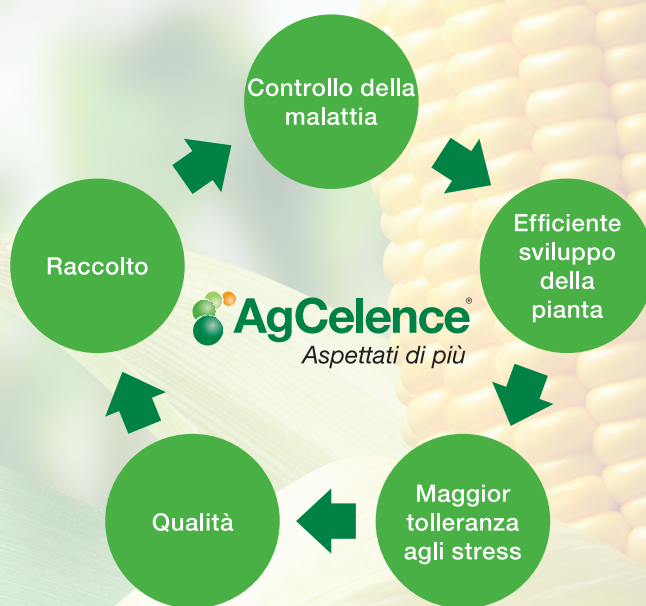 Controllo della
malattia
Efficiente
sviluppo
della
pianta
Maggior
tolleranza
agli stress
Qualità
Raccolto
AgCelence®
Aspettati di più